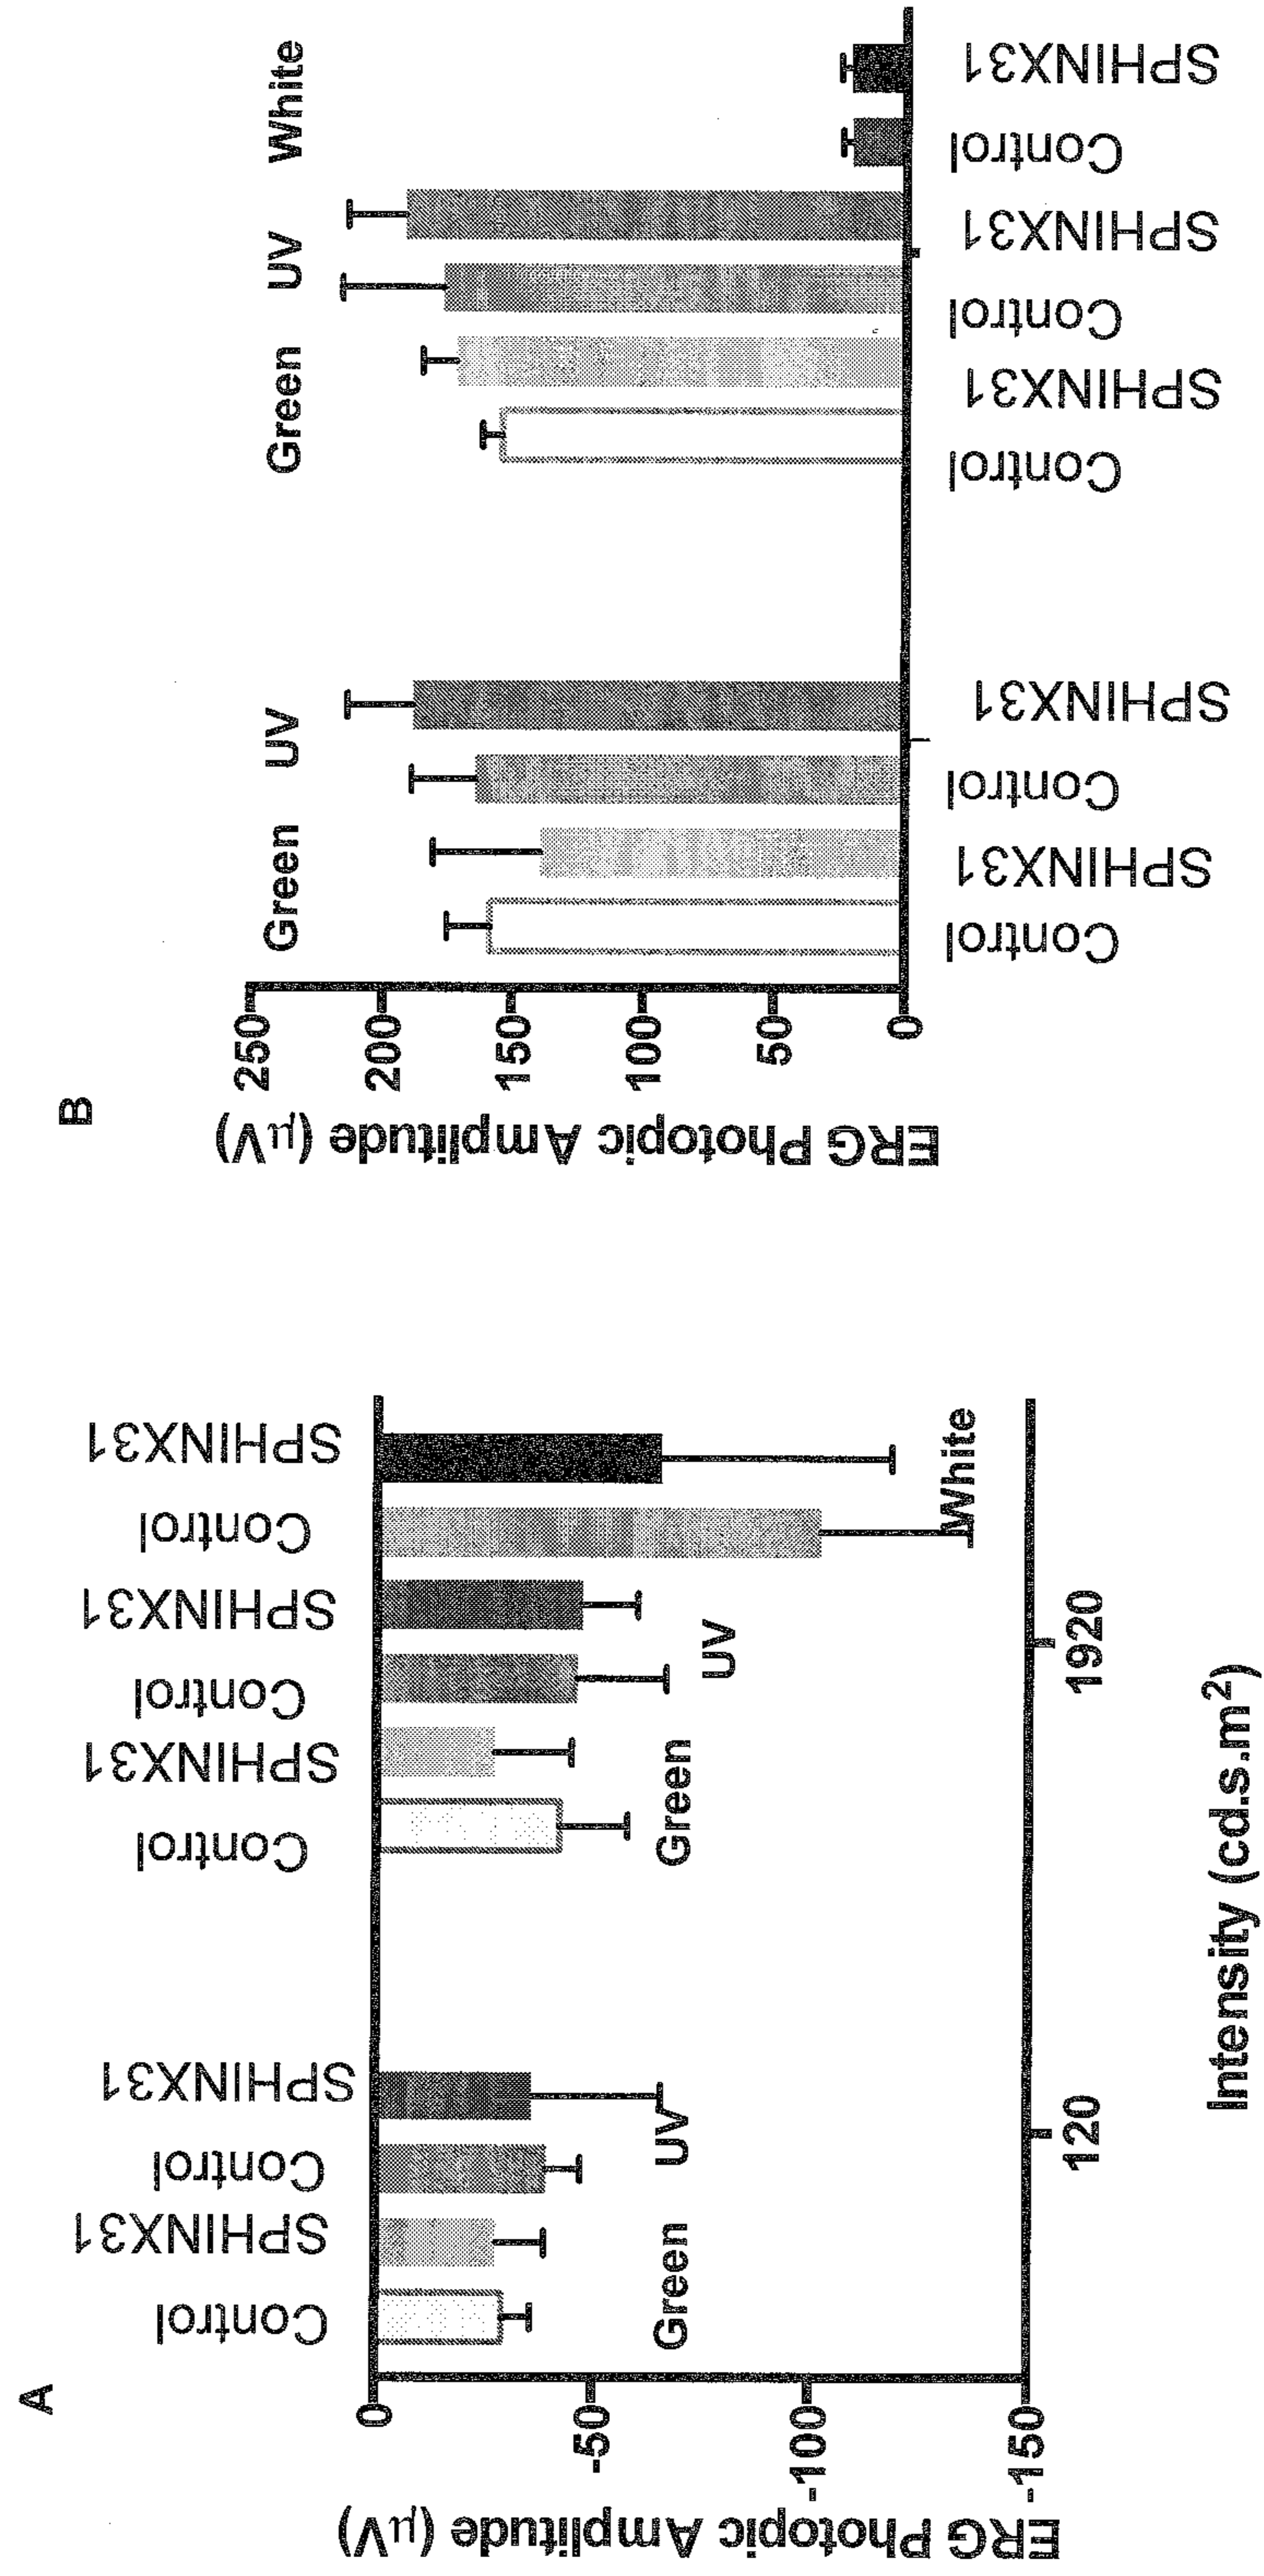 A
ERG Photopic Amplitude (µV)
0
-50
-100
-150
Control
SPHINX31
Control
SPHINX31
Control
SPHINX31
Control
SPHINX31
Control
SPHINX31
Green
UV
Green
UV
White
120
1920
Intensity (cd.s.m²)
B
ERG Photopic Amplitude (µV)
250
200
150
100
50
0
Green
UV
Green
UV
White
Control
SPHINX31
Control
SPHINX31
Control
SPHINX31
Control
SPHINX31
Control
SPHINX31